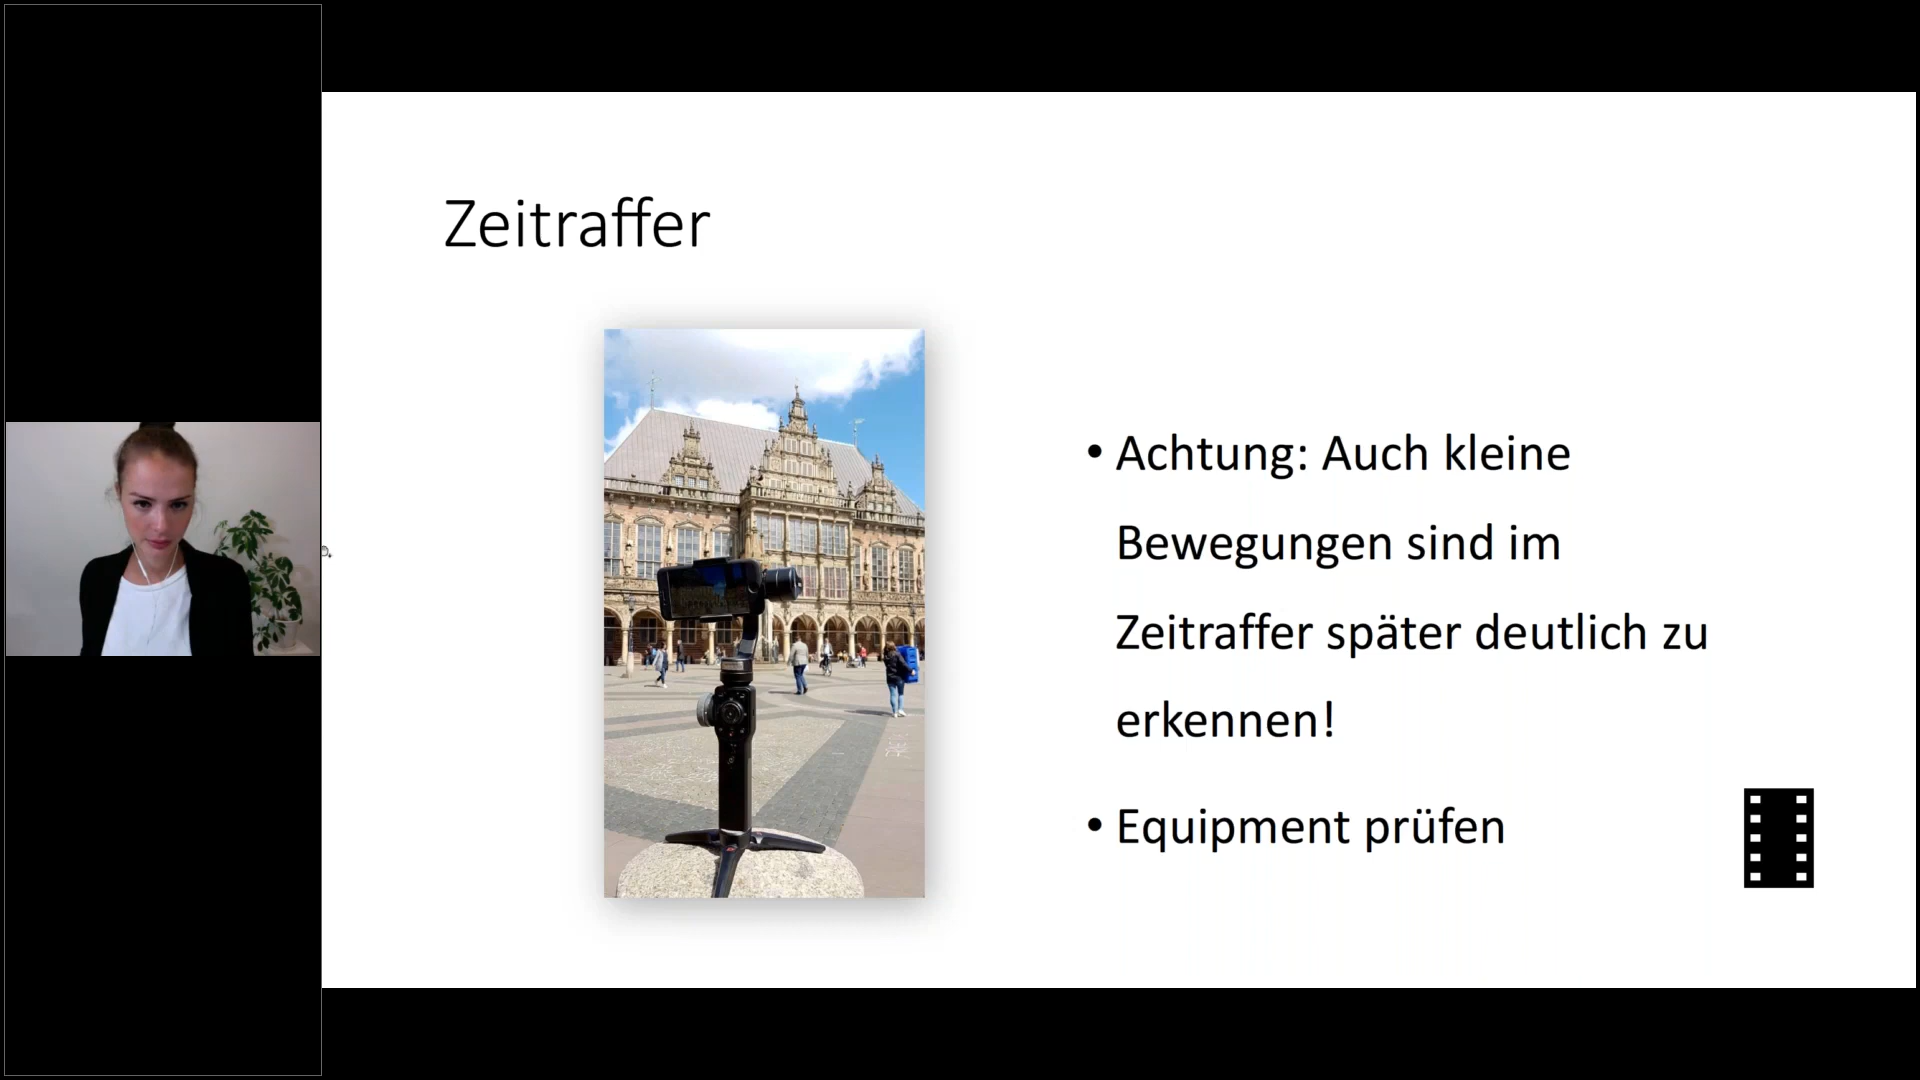 Zeitraffer
• Achtung: Auch kleine
Bewegungen sind im
Zeitraffer später deutlich zu
erkennen!
• Equipment prüfen